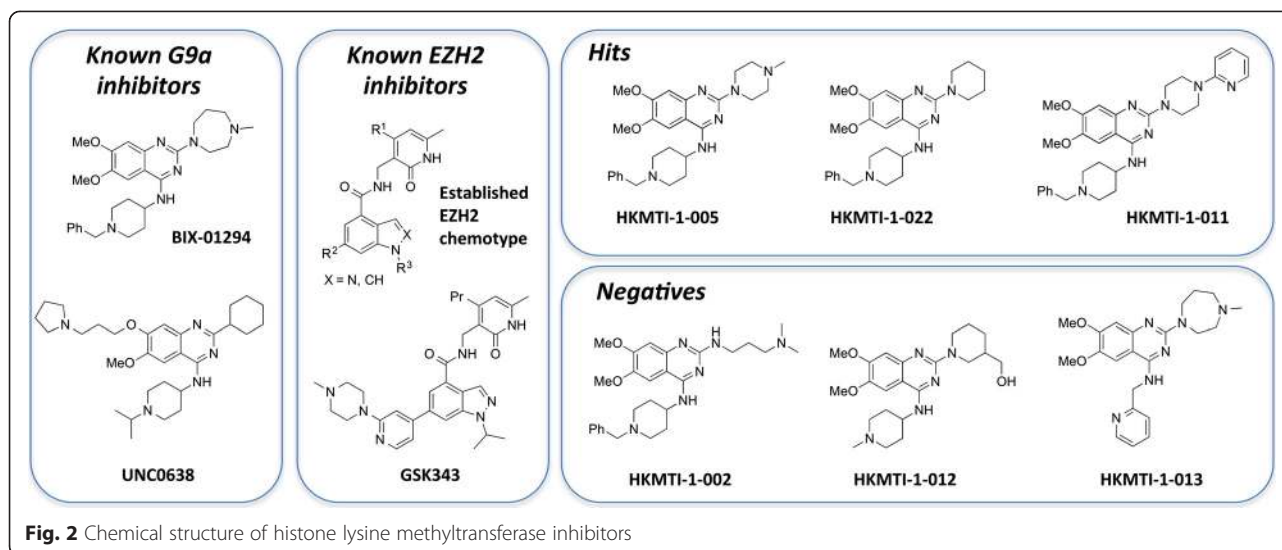 Known G9a
inhibitors
MeO
MeO
N
N
N
N
NH
N
Ph
BIX-01294
N
O
MeO
N
N
NH
N
UNC0638
Known EZH2
inhibitors
R¹
NH
O
NH
O
R²
X
N
R³
X = N, CH
Established
EZH2
chemotype
Pr
NH
O
NH
O
N
N
N
N
N
GSK343
Hits
MeO
MeO
N
N
N
N
NH
N
Ph
HKMTI-1-005
MeO
MeO
N
N
N
NH
N
Ph
HKMTI-1-022
MeO
MeO
N
N
N
N
N
NH
N
Ph
HKMTI-1-011
Negatives
MeO
MeO
N
N
H
N
N
NH
N
Ph
HKMTI-1-002
MeO
MeO
N
N
N
OH
NH
N
HKMTI-1-012
MeO
MeO
N
N
N
N
NH
N
HKMTI-1-013
Fig. 2 Chemical structure of histone lysine methyltransferase inhibitors